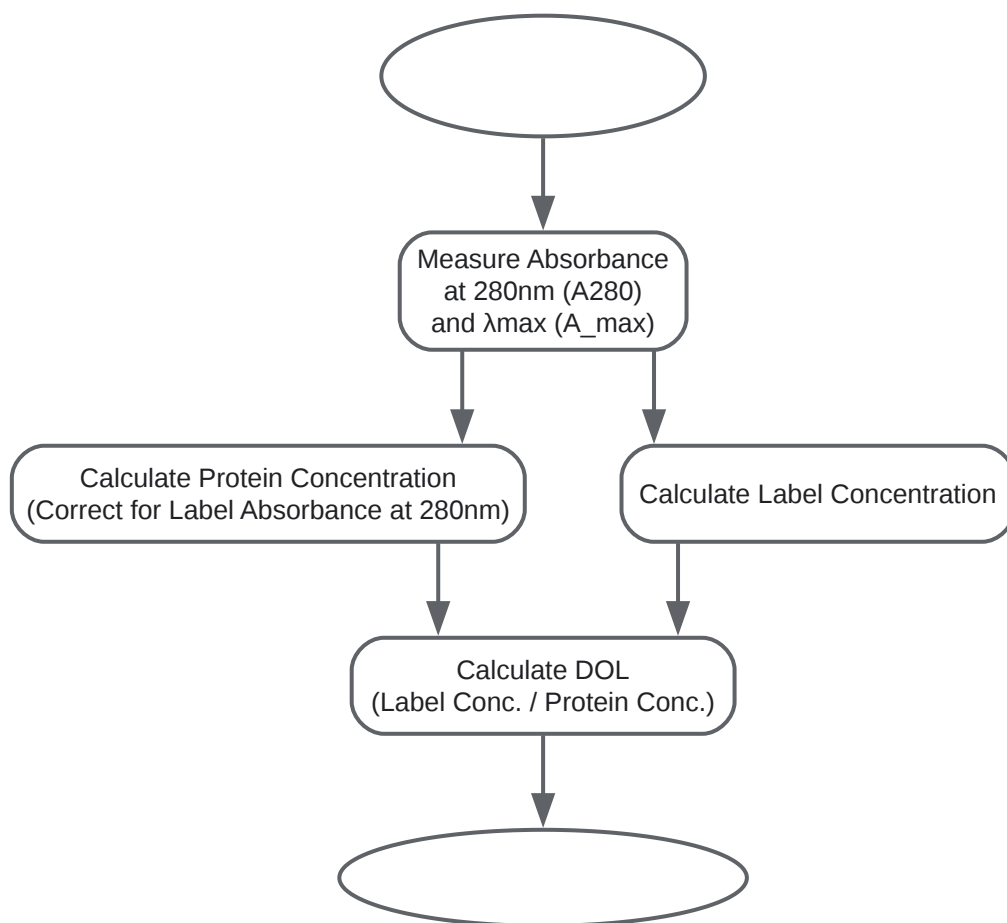 Measure Absorbance
at 280nm (A280)
and λmax (A_max)
Calculate Protein Concentration
(Correct for Label Absorbance at 280nm)
Calculate Label Concentration
Calculate DOL
(Label Conc. / Protein Conc.)